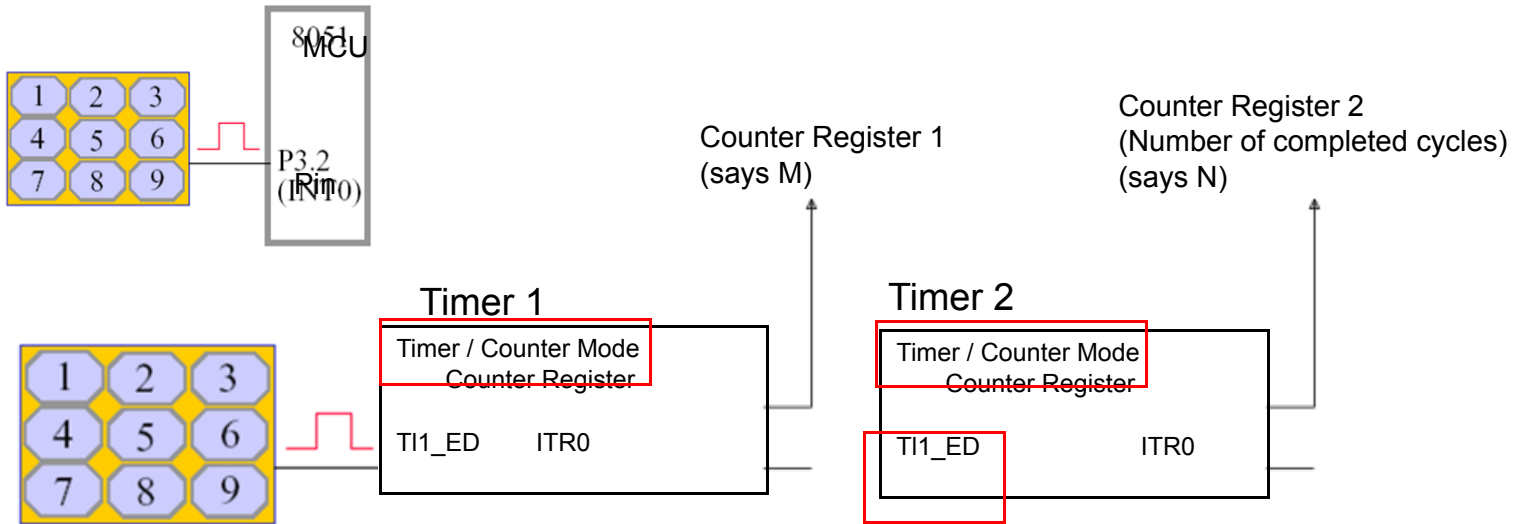 8051
MCU
1 2 3
4 5 6
7 8 9
P3.2
Pin
(INT0)
Counter Register 1
(says M)
Counter Register 2
(Number of completed cycles)
(says N)
Timer 1
Timer / Counter Mode
Counter Register
TI1_ED ITR0
Timer 2
Timer / Counter Mode
Counter Register
TI1_ED ITR0
1 2 3
4 5 6
7 8 9